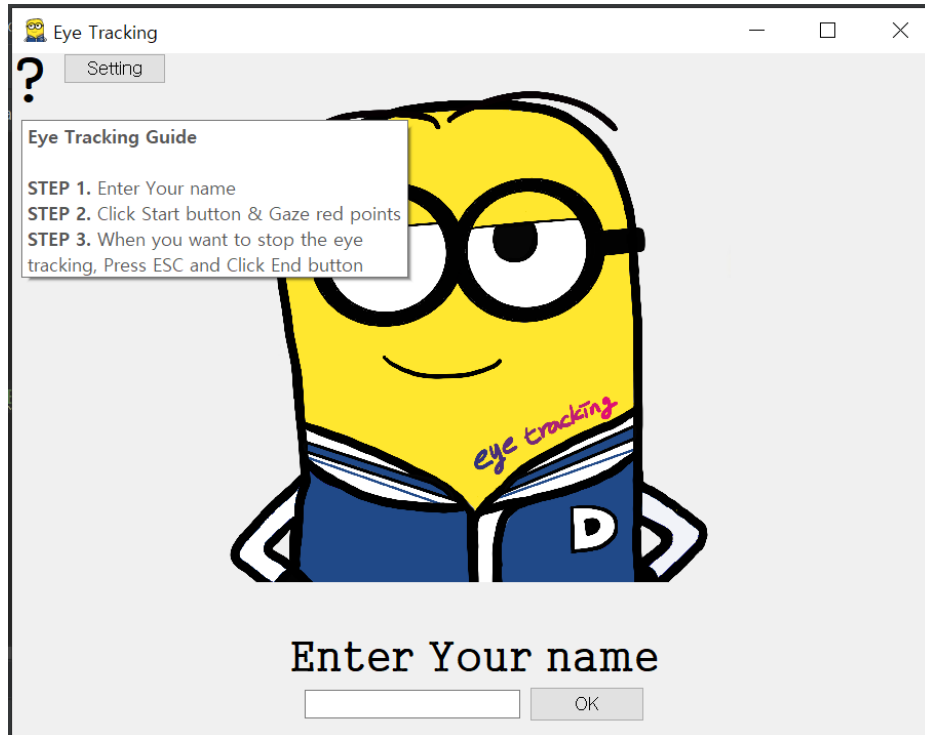 Eye Tracking
?
Setting
Eye Tracking Guide
STEP 1. Enter Your name
STEP 2. Click Start button & Gaze red points
STEP 3. When you want to stop the eye
tracking, Press ESC and Click End button
eye tracking
D
Enter Your name
OK